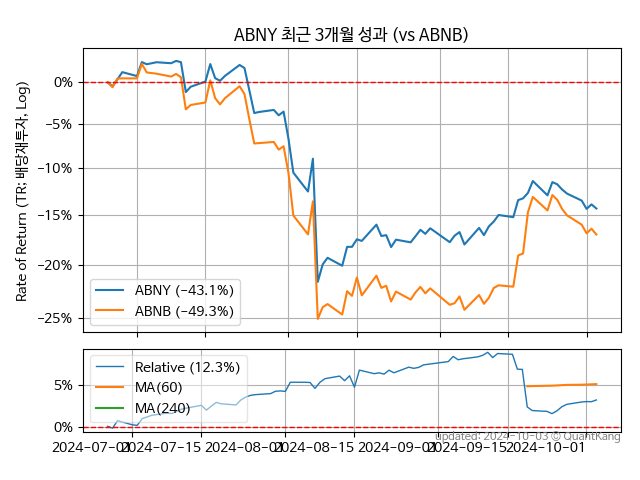 ABNY 최근 3개월 성과 (vs ABNB)
Rate of Return (TR; 배당재투자, Log)
0%
−5%
−10%
−15%
−20%
−25%
ABNY (−43.1%)
ABNB (−49.3%)
5%
0%
Relative (12.3%)
MA(60)
MA(240)
2024-07-01 2024-07-15 2024-08-01 2024-08-15 2024-09-01 2024-09-15 2024-10-01
updated: 2024-10-03 © QuantKang